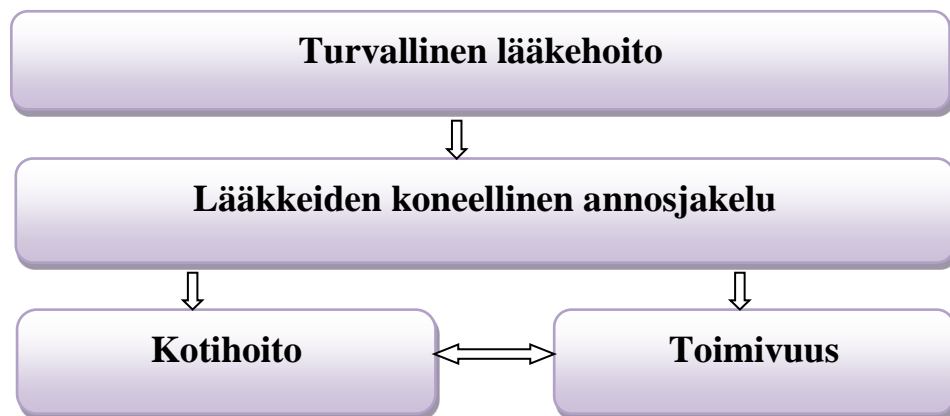 Turvallinen lääkehoito
Lääkkeiden koneellinen annosjakelu
Kotihoito
Toimivuus